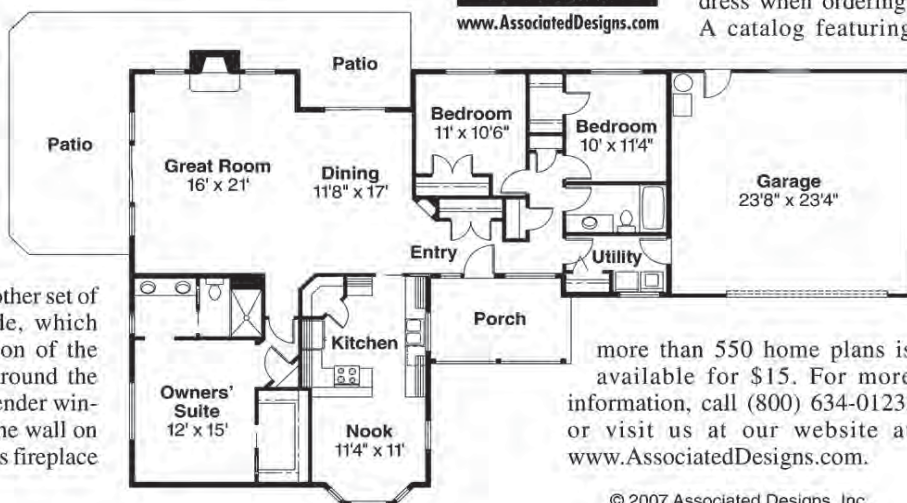 www.AssociatedDesigns.com
dress when ordering.
A catalog featuring
Patio
Patio
Bedroom
11' x 10'6"
Bedroom
10' x 11'4"
Great Room
16' x 21'
Dining
11'8" x 17'
Garage
23'8" x 23'4"
Entry
Utility
Porch
Kitchen
Owners'
Suite
12' x 15'
Nook
11'4" x 11'
other set of
de, which
on of the
round the
ender win-
he wall on
s fireplace
more than 550 home plans is
available for $15. For more
information, call (800) 634-0123,
or visit us at our website at
www.AssociatedDesigns.com.
© 2007 Associated Designs, Inc.